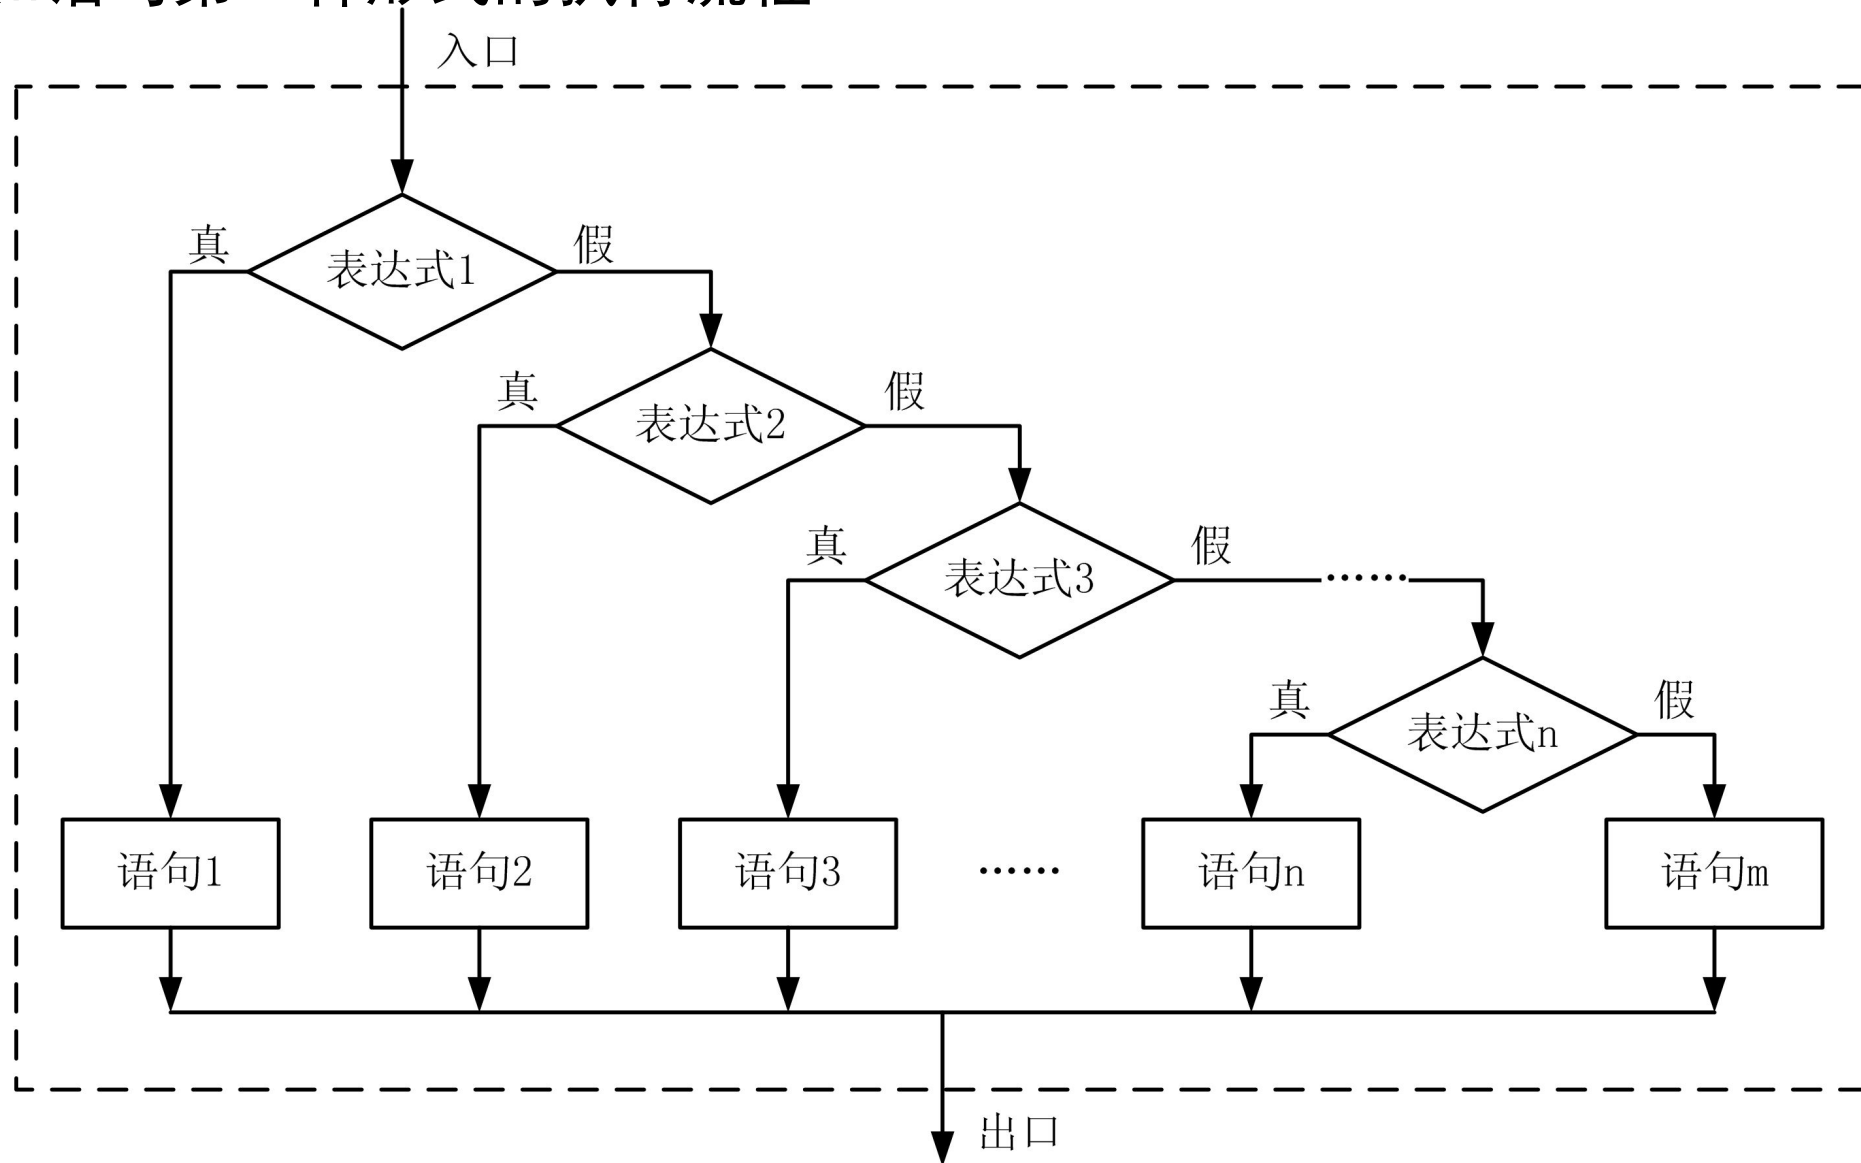 入口
真
假
表达式1
真
假
表达式2
真
假
表达式3
……
真
假
表达式n
语句1
语句2
语句3
……
语句n
语句m
出口